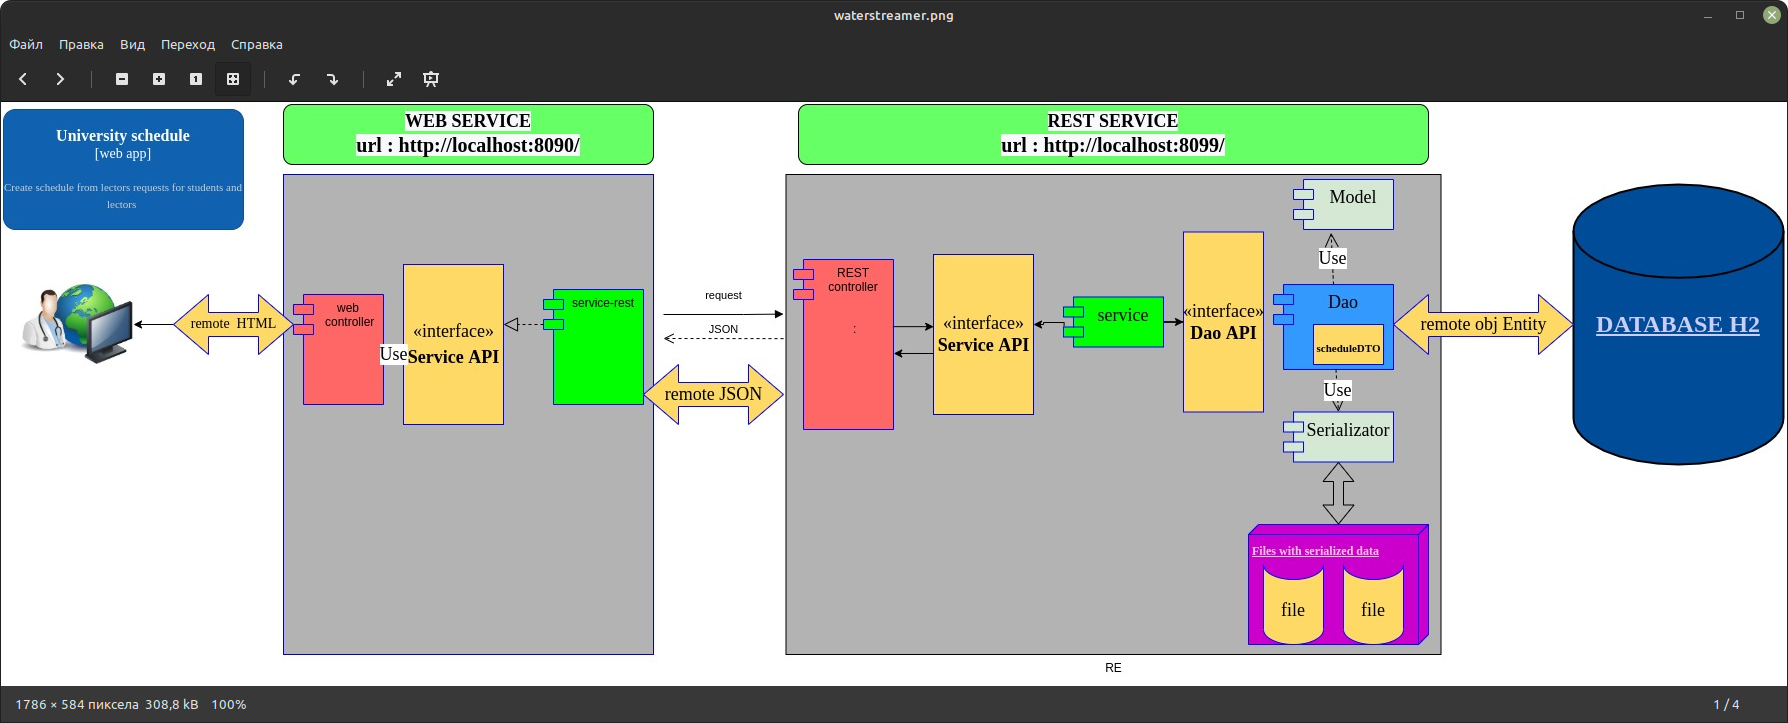 waterstreamer.png
Файл Правка Вид Переход Справка
University schedule
[web app]
Create schedule from lectors requests for students and
lectors
WEB SERVICE
url : http://localhost:8090/
REST SERVICE
url : http://localhost:8099/
remote HTML
web
controller
Use
«interface»
Service API
service-rest
request
JSON
remote JSON
REST
controller
:
«interface»
Service API
service
«interface»
Dao API
Model
Use
Dao
scheduleDTO
Use
Serializator
Files with serialized data
file
file
remote obj Entity
DATABASE H2
RE
1786 × 584 пиксела 308,8 kB 100%
1 / 4